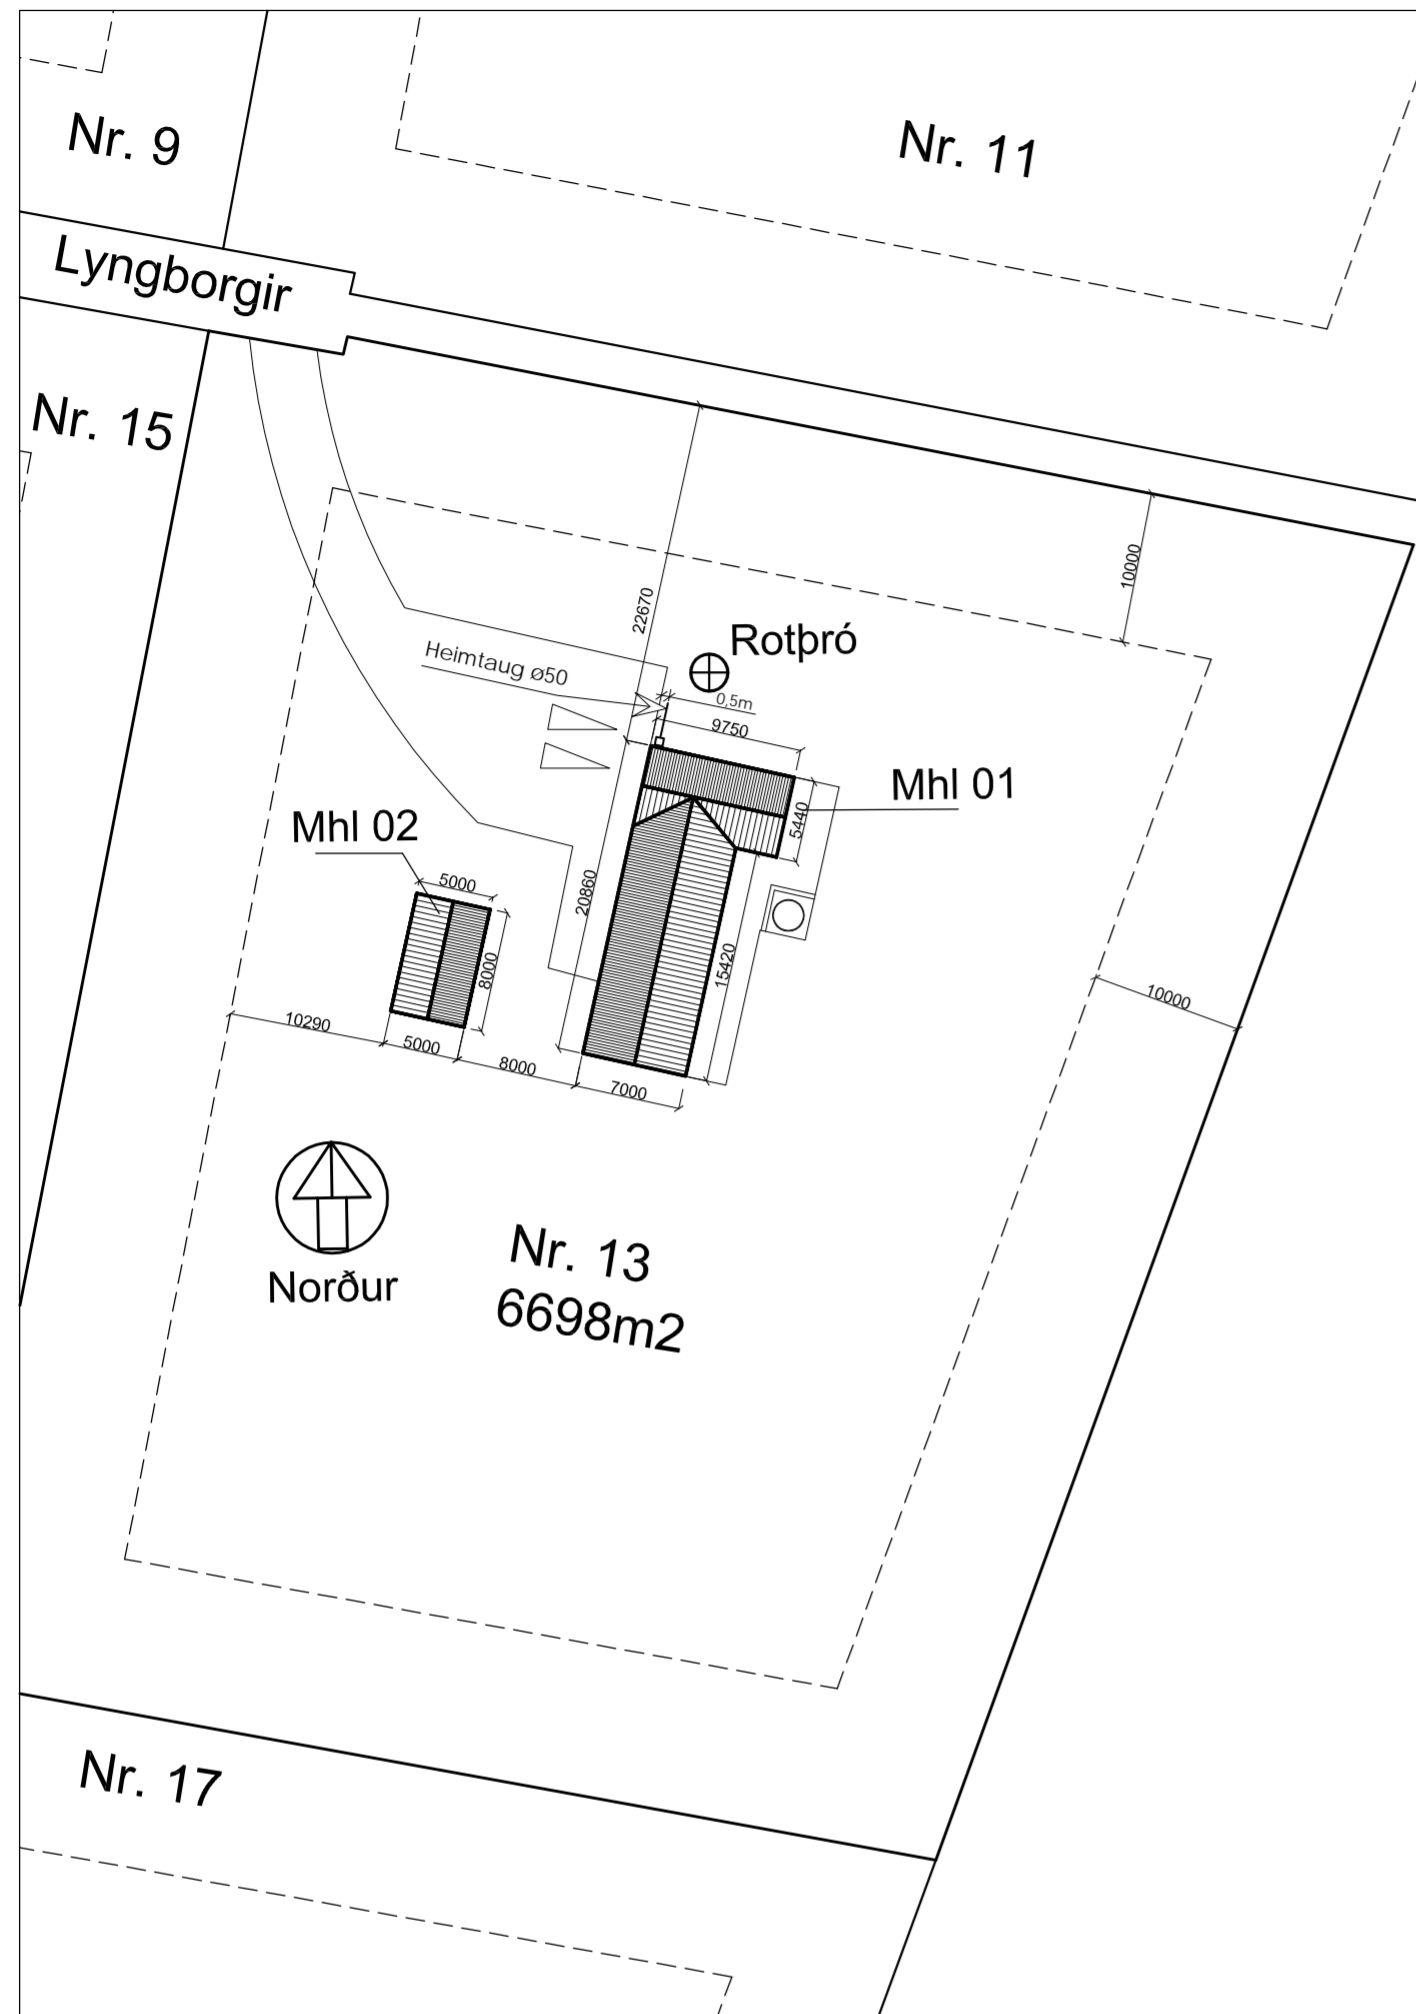 Nr. 9
Nr. 11
Lyngborgir
Nr. 15
10000
22670
Rotþró
Heimtaug ø50
0,5m
9750
Mhl 01
5440
Mhl 02
5000
20860
15420
8000
10000
10290
5000
8000
7000
Norður
Nr. 13
6698m2
Nr. 17